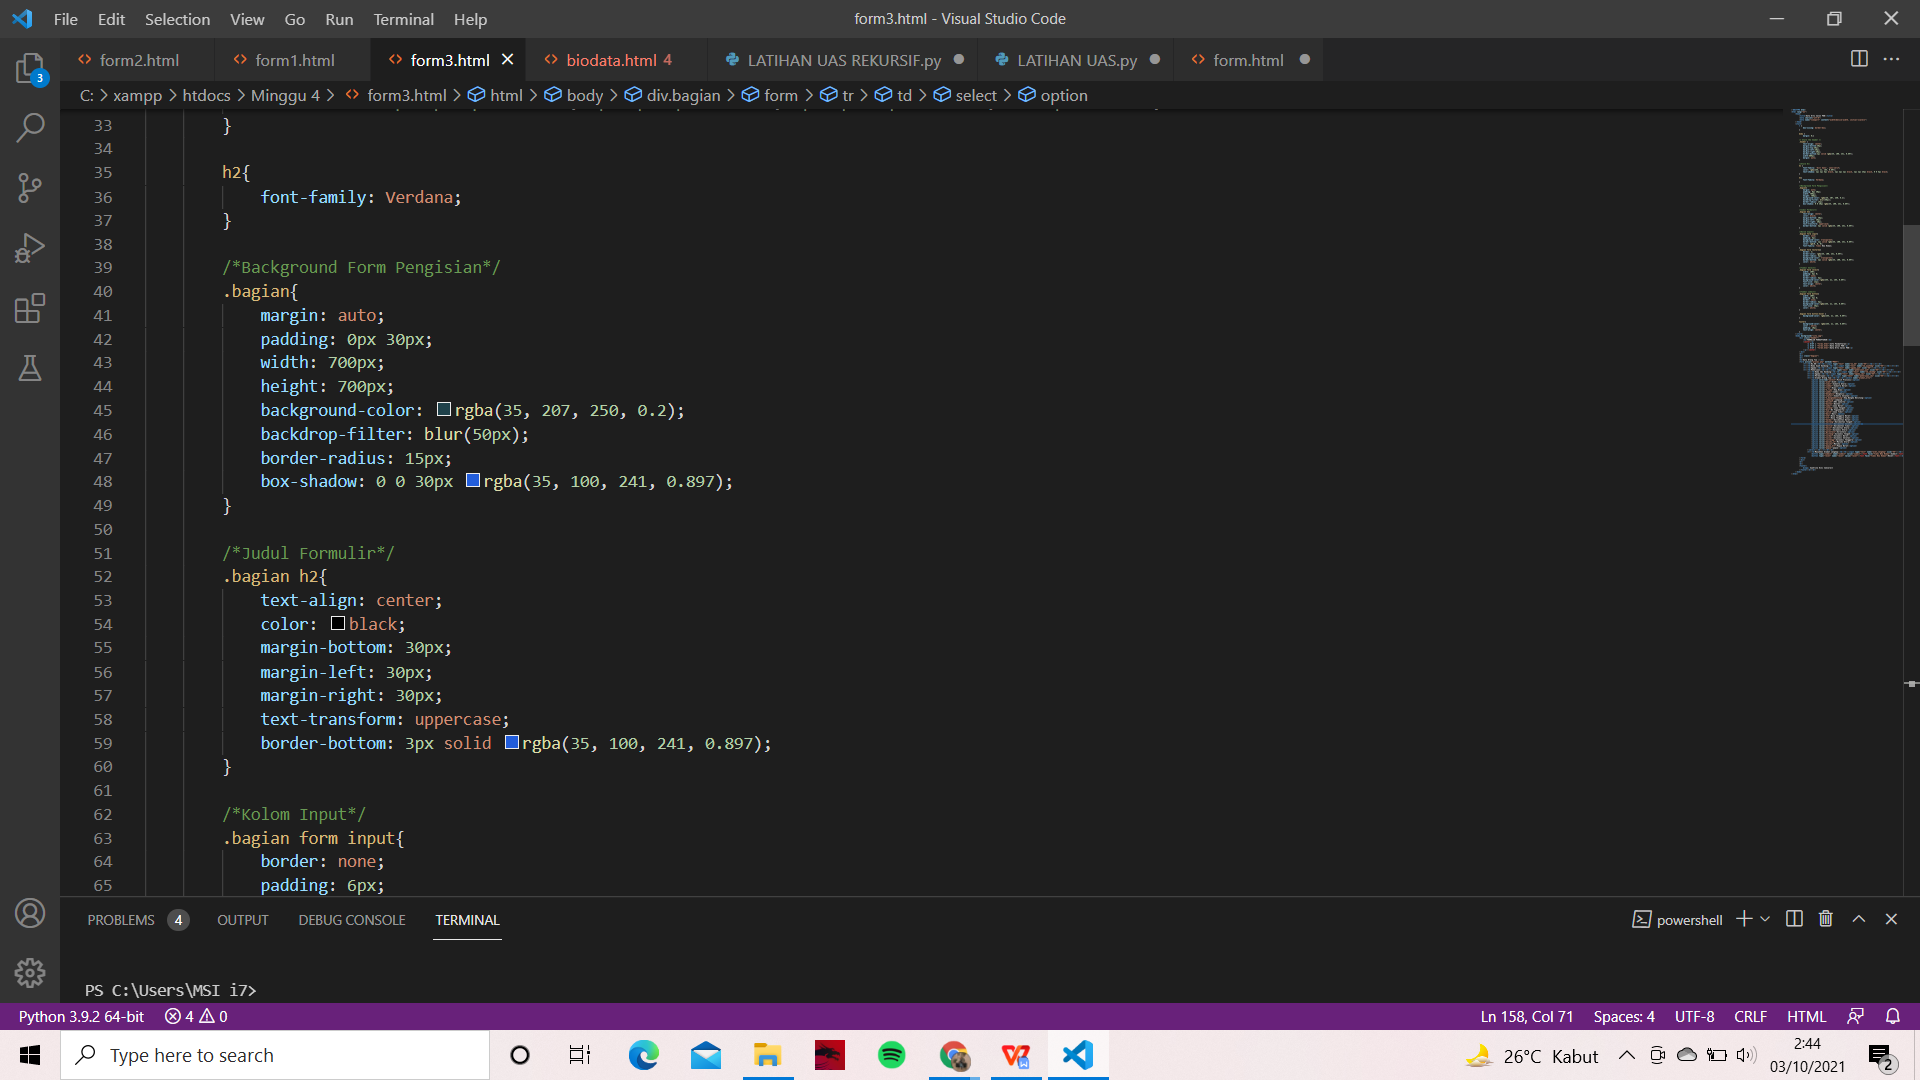 File Edit Selection View Go Run Terminal Help
form3.html - Visual Studio Code
form2.html form1.html form3.html biodata.html 4 LATIHAN UAS REKURSIF.py LATIHAN UAS.py form.html
C: > xampp > htdocs > Minggu 4 > form3.html > html > body > div.bagian > form > tr > td > select > option
3
33 }
34
35 h2{
36 font-family: Verdana;
37 }
38
39 /*Background Form Pengisian*/
40 .bagian{
41 margin: auto;
42 padding: 0px 30px;
43 width: 700px;
44 height: 700px;
45 background-color: rgba(35, 207, 250, 0.2);
46 backdrop-filter: blur(50px);
47 border-radius: 15px;
48 box-shadow: 0 0 30px rgba(35, 100, 241, 0.897);
49 }
50
51 /*Judul Formulir*/
52 .bagian h2{
53 text-align: center;
54 color: black;
55 margin-bottom: 30px;
56 margin-left: 30px;
57 margin-right: 30px;
58 text-transform: uppercase;
59 border-bottom: 3px solid rgba(35, 100, 241, 0.897);
60 }
61
62 /*Kolom Input*/
63 .bagian form input{
64 border: none;
65 padding: 6px;
PROBLEMS 4 OUTPUT DEBUG CONSOLE TERMINAL powershell
PS C:\Users\MSI i7>
Python 3.9.2 64-bit 4 0 Ln 158, Col 71 Spaces: 4 UTF-8 CRLF HTML
Type here to search
26°C Kabut
2:44
03/10/2021
2